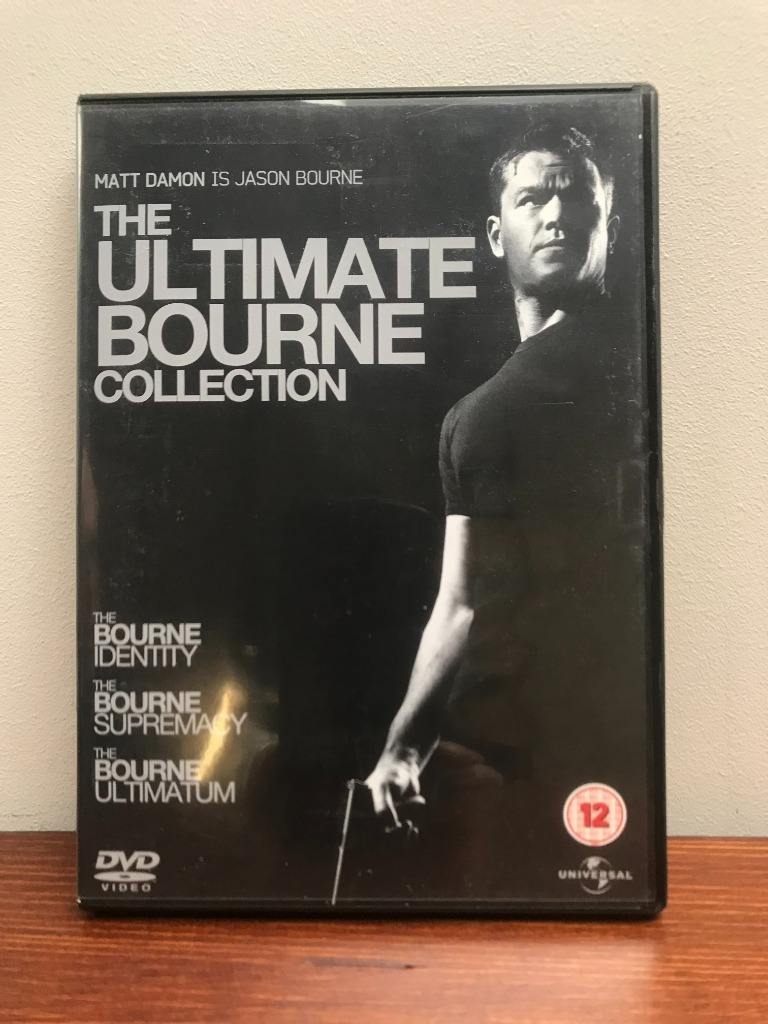 MATT DAMON IS JASON BOURNE
THE
ULTIMATE
BOURNE
COLLECTION
THE
BOURNE
IDENTITY
THE
BOURNE
SUPREMACY
THE
BOURNE
ULTIMATUM
12
DVD
VIDEO
UNIVERSAL